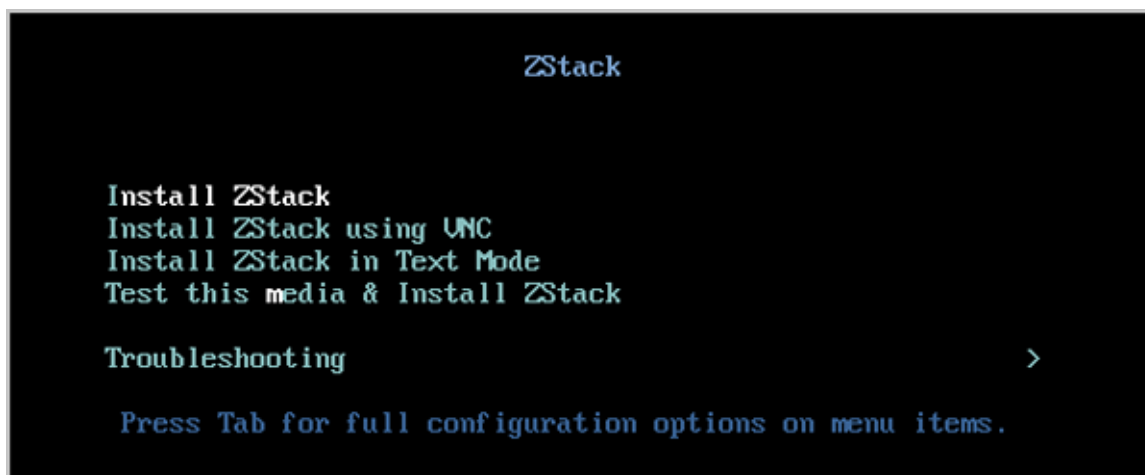 ZStack
Install ZStack
Install ZStack using VNC
Install ZStack in Text Mode
Test this media & Install ZStack
Troubleshooting >
Press Tab for full configuration options on menu items.